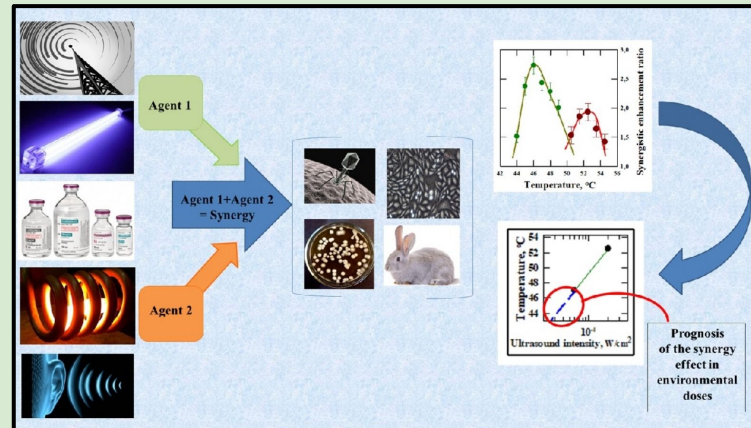 Agent 1
Agent 1+Agent 2
= Synergy
Agent 2
3,0
2,5
2,0
1,5
1,0
Synergistic enhancement ratio
42 44 46 48 50 52 54 56
Temperature, °C
54
52
50
48
46
44
Temperature, °C
10⁻¹
Ultrasound intensity, W/cm²
Prognosis
of the synergy
effect in
environmental
doses